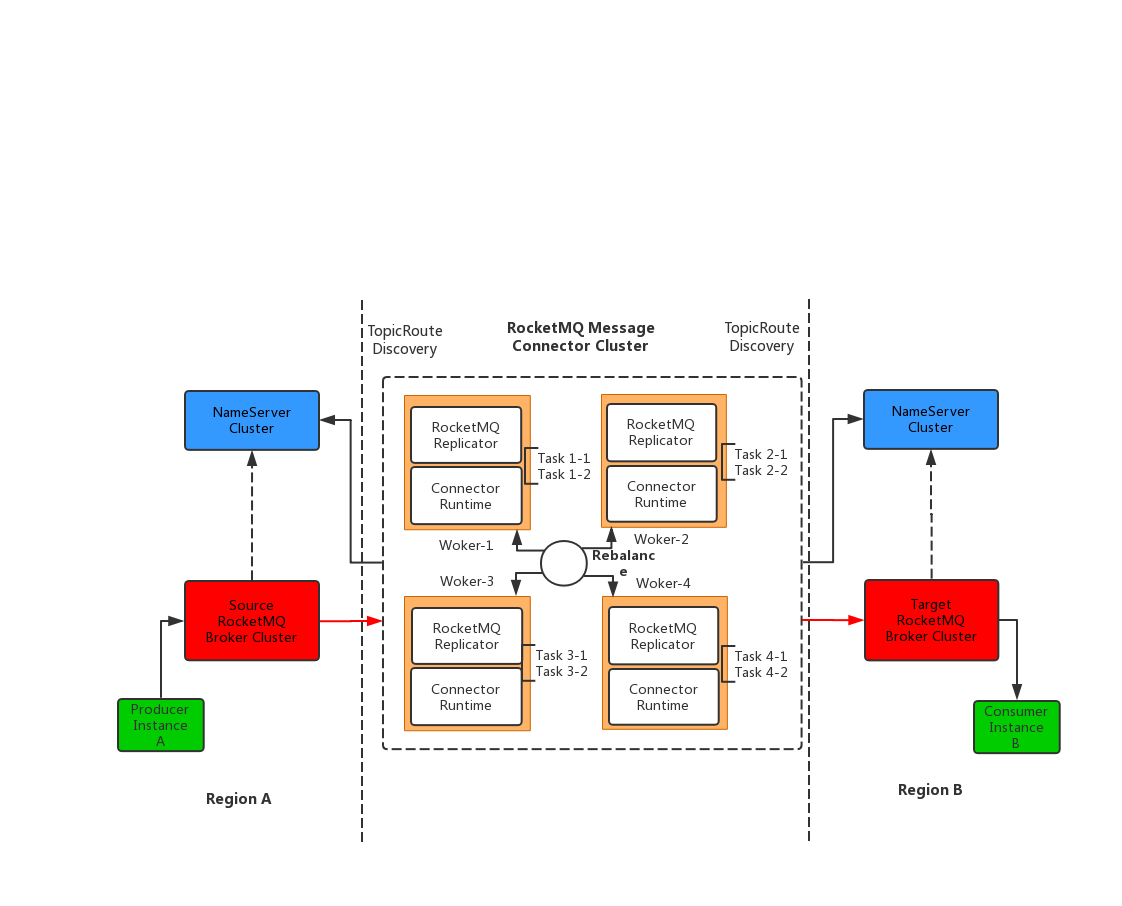 TopicRoute
Discovery
RocketMQ Message
Connector Cluster
TopicRoute
Discovery
NameServer
Cluster
RocketMQ
Replicator
Connector
Runtime
Task 1-1
Task 1-2
RocketMQ
Replicator
Connector
Runtime
Task 2-1
Task 2-2
NameServer
Cluster
Woker-1
Woker-2
Rebalanc
e
Woker-3
Woker-4
Source
RocketMQ
Broker Cluster
RocketMQ
Replicator
Connector
Runtime
Task 3-1
Task 3-2
RocketMQ
Replicator
Connector
Runtime
Task 4-1
Task 4-2
Target
RocketMQ
Broker Cluster
Producer
Instance
A
Consumer
Instance
B
Region A
Region B